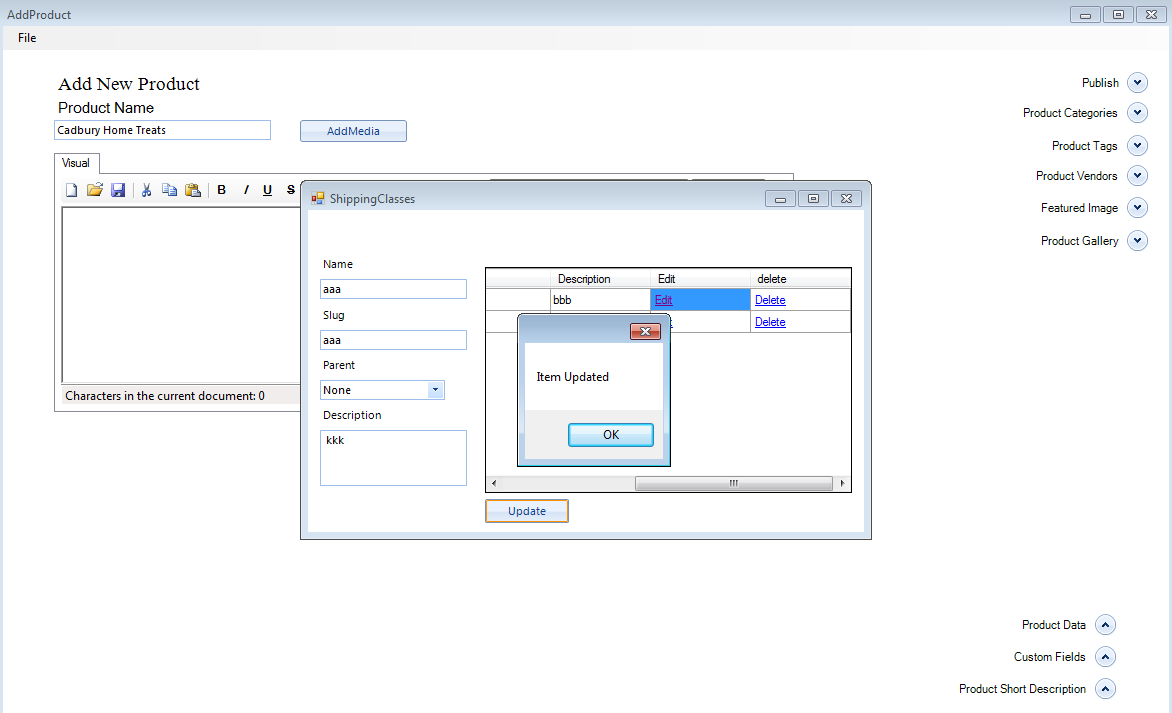 AddProduct
File
Add New Product
Product Name
Cadbury Home Treats
AddMedia
Visual
B I U S
Characters in the current document: 0
Publish
Product Categories
Product Tags
Product Vendors
Featured Image
Product Gallery
ShippingClasses
Name
aaa
Slug
aaa
Parent
None
Description
kkk
Description Edit delete
bbb Edit Delete
Delete
Item Updated
OK
Update
Product Data
Custom Fields
Product Short Description